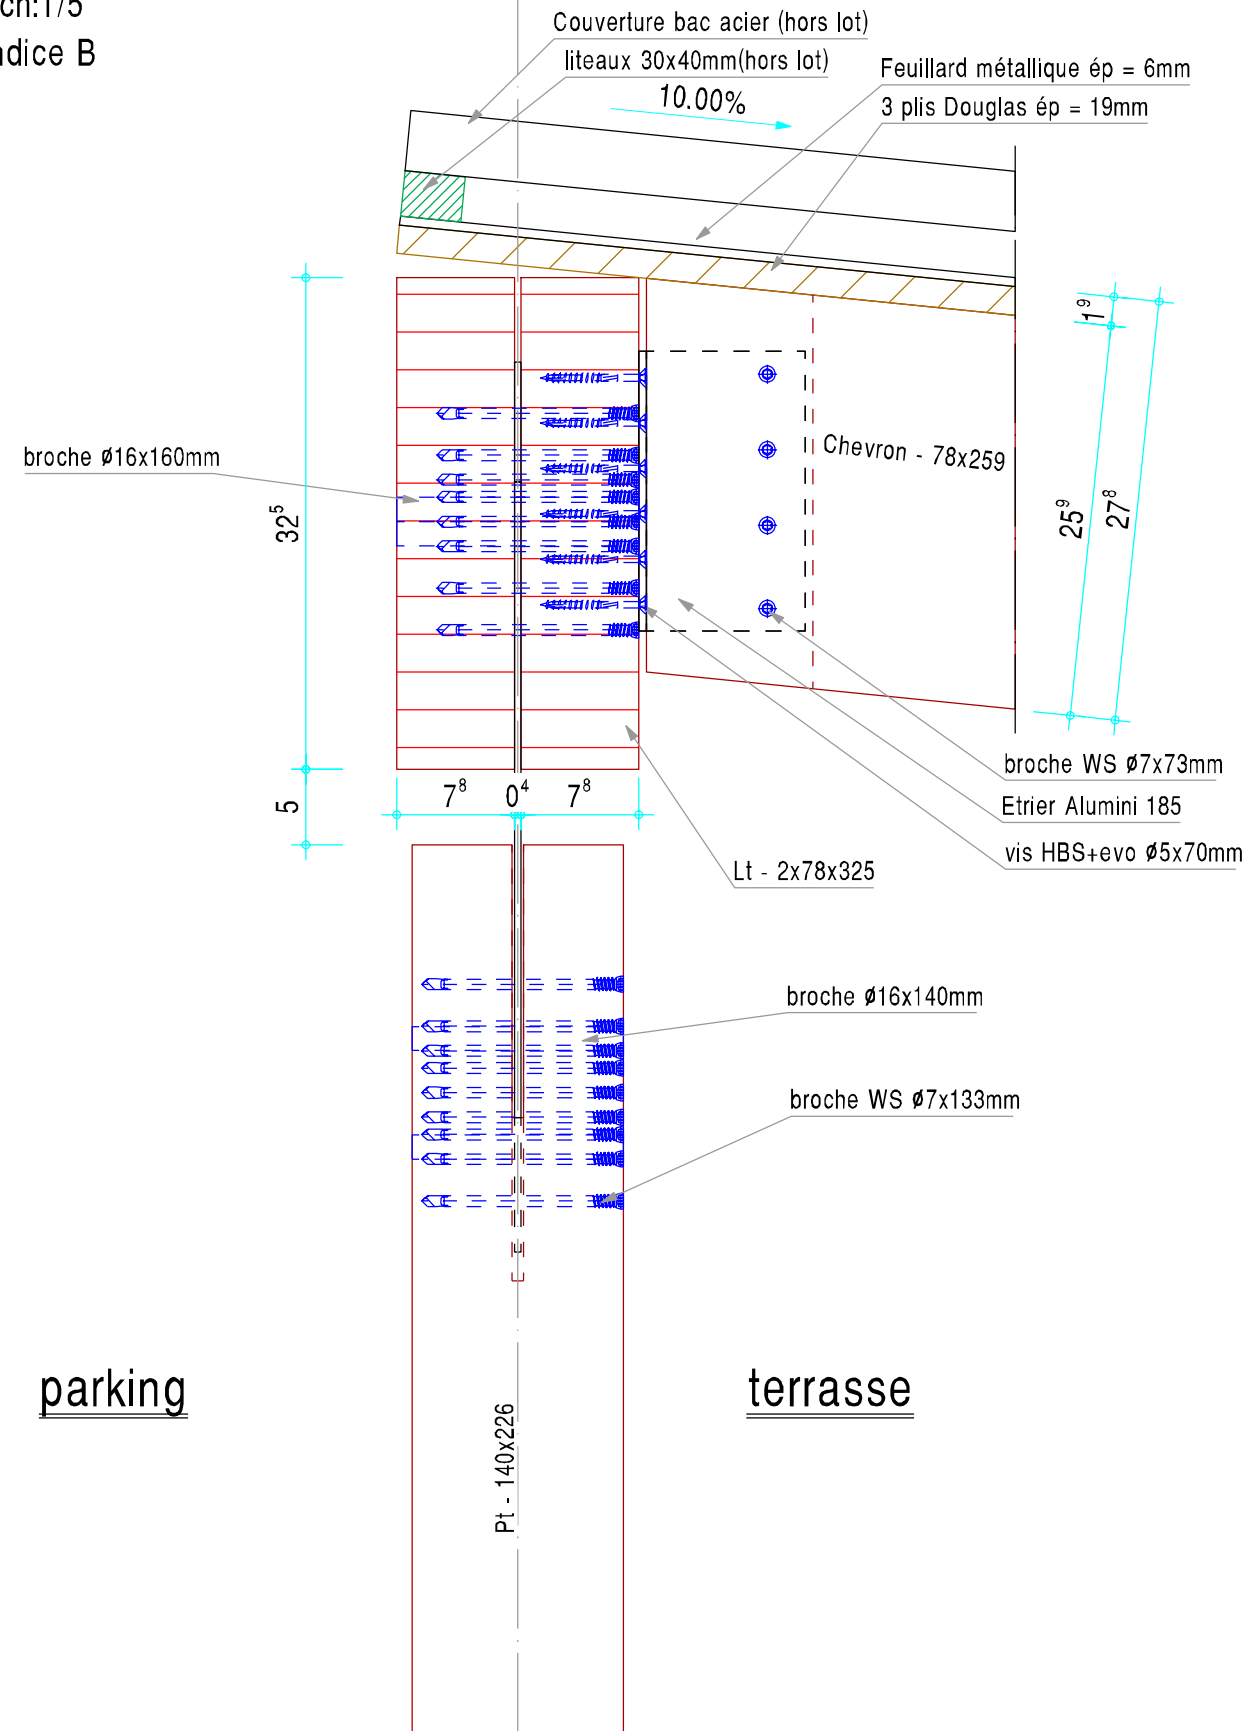 ch:1/5
ndice B
Couverture bac acier (hors lot)
liteaux 30x40mm(hors lot)
10.00%
Feuillard métallique ép = 6mm
3 plis Douglas ép = 19mm
1⁹
broche Ø16x160mm
Chevron - 78x259
32⁵
25⁹
27⁸
broche WS Ø7x73mm
7⁸
0⁴
7⁸
5
Etrier Alumini 185
vis HBS+evo Ø5x70mm
Lt - 2x78x325
broche Ø16x140mm
broche WS Ø7x133mm
parking
terrasse
Pt - 140x226